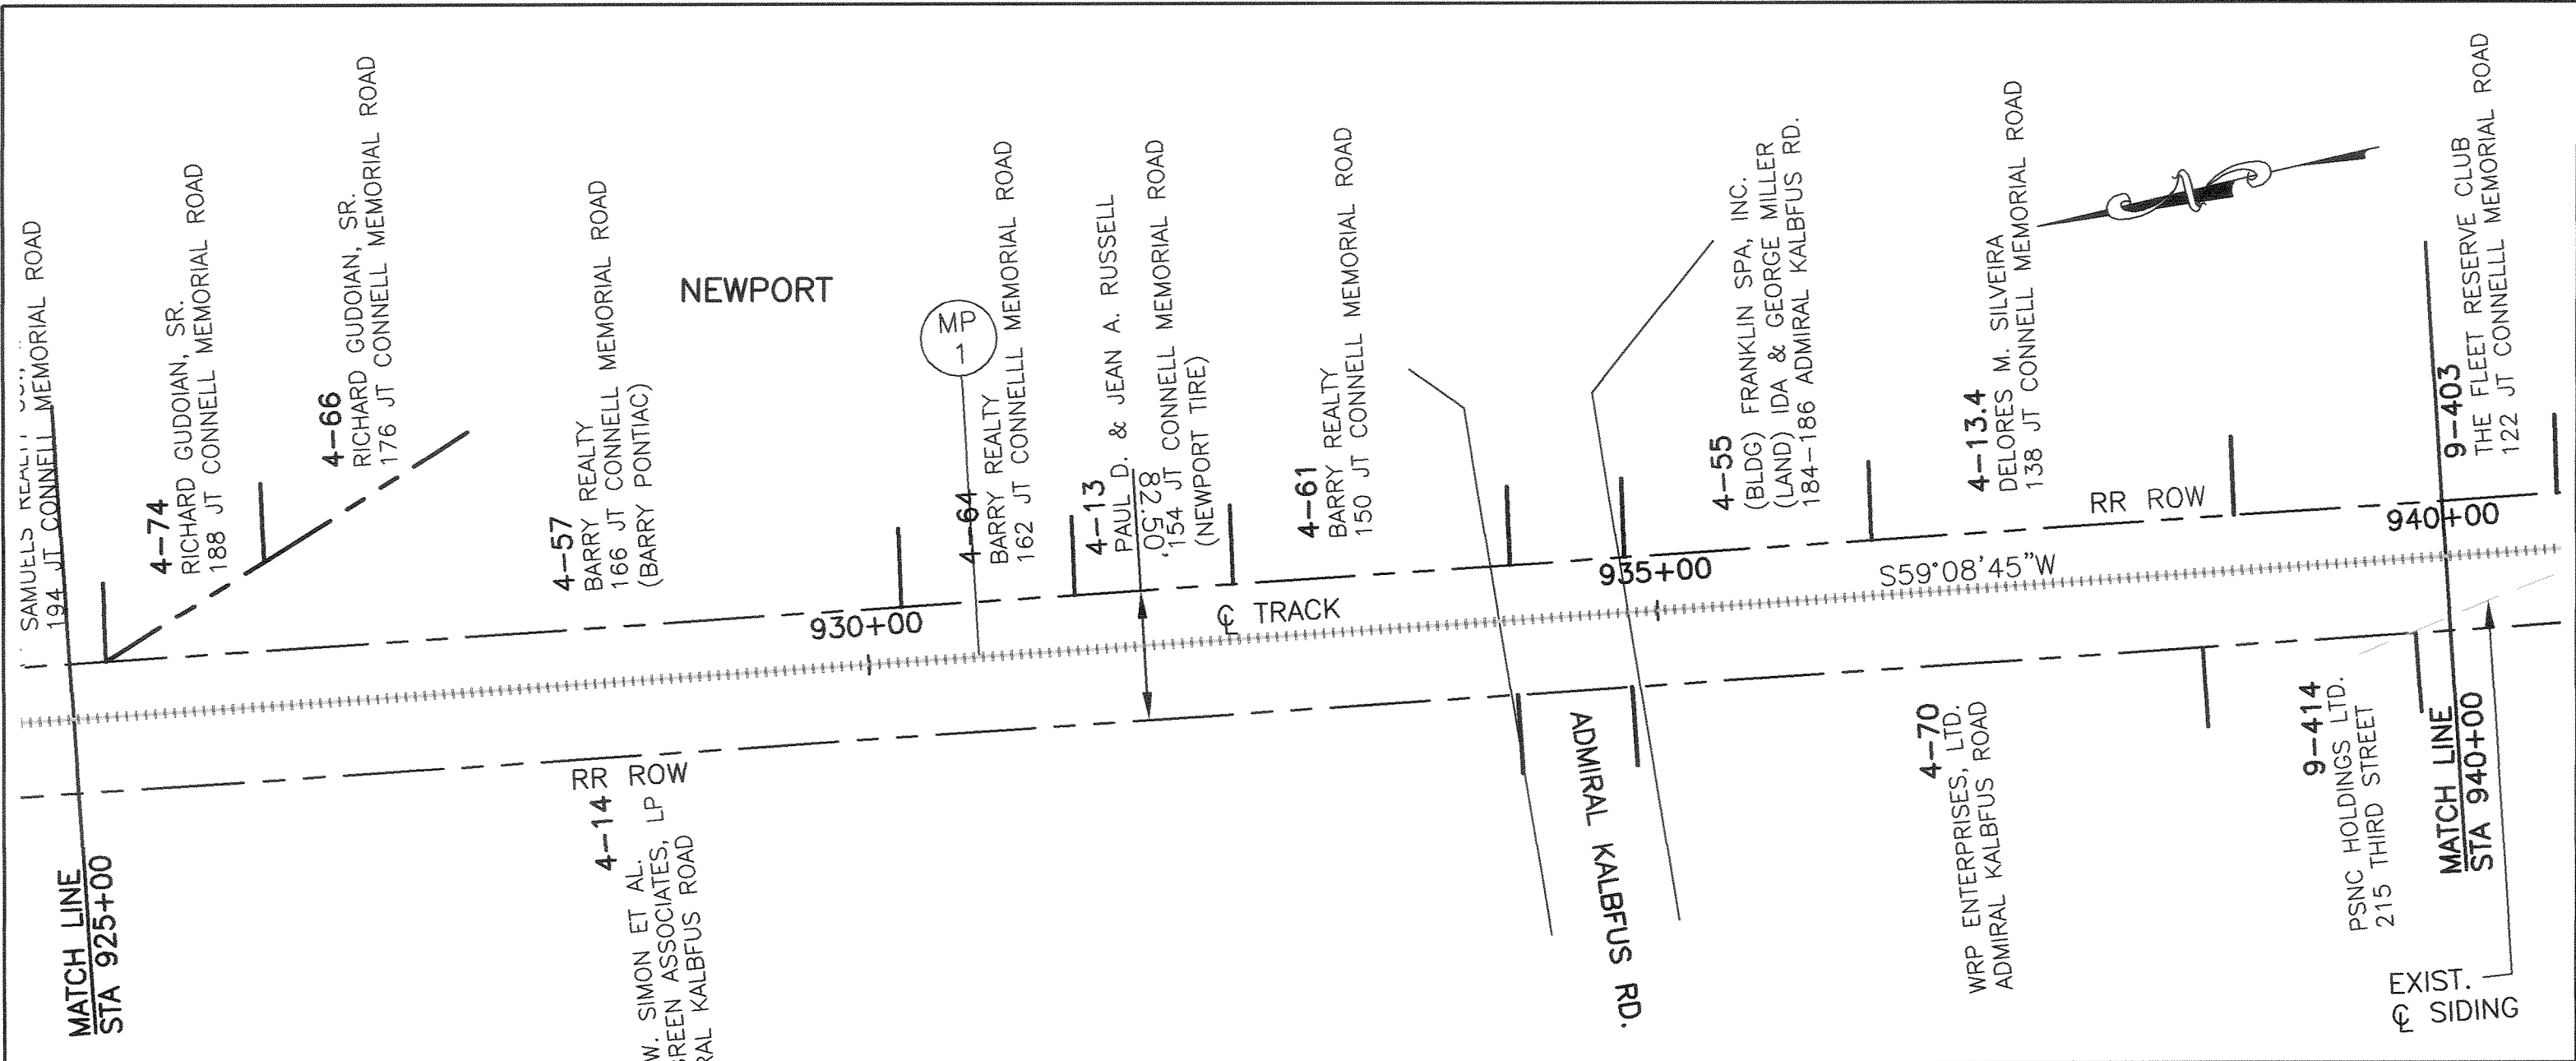 194 JT CONNELL MEMORIAL ROAD
4-74
RICHARD GUDOIAN, SR.
188 JT CONNELL MEMORIAL ROAD
4-66
RICHARD GUDOIAN, SR.
176 JT CONNELL MEMORIAL ROAD
4-57
BARRY REALTY
166 JT CONNELL MEMORIAL ROAD
(BARRY PONTIAC)
NEWPORT
MP
1
4-64
BARRY REALTY
162 JT CONNELLL MEMORIAL ROAD
4-13
PAUL D. & JEAN A. RUSSELL
82.50'
154 JT CONNELL MEMORIAL ROAD
(NEWPORT TIRE)
4-61
BARRY REALTY
150 JT CONNELL MEMORIAL ROAD
4-55
(BLDG) FRANKLIN SPA, INC.
(LAND) IDA & GEORGE MILLER
184-186 ADMIRAL KALBFUS RD.
4-13.4
DELORES M. SILVEIRA
138 JT CONNELL MEMORIAL ROAD
N
9-403
THE FLEET RESERVE CLUB
122 JT CONNELLL MEMORIAL ROAD
RR ROW
930+00
℄ TRACK
935+00
S59°08'45"W
940+00
MATCH LINE
STA 925+00
RR ROW
4-14
W. SIMON ET AL.
ASSOCIATES, LP
KALBFUS ROAD
ADMIRAL KALBFUS RD.
4-70
WRP ENTERPRISES, LTD.
ADMIRAL KALBFUS ROAD
9-414
PSNC HOLDINGS LTD.
215 THIRD STREET
MATCH LINE
STA 940+00
EXIST.
℄ SIDING